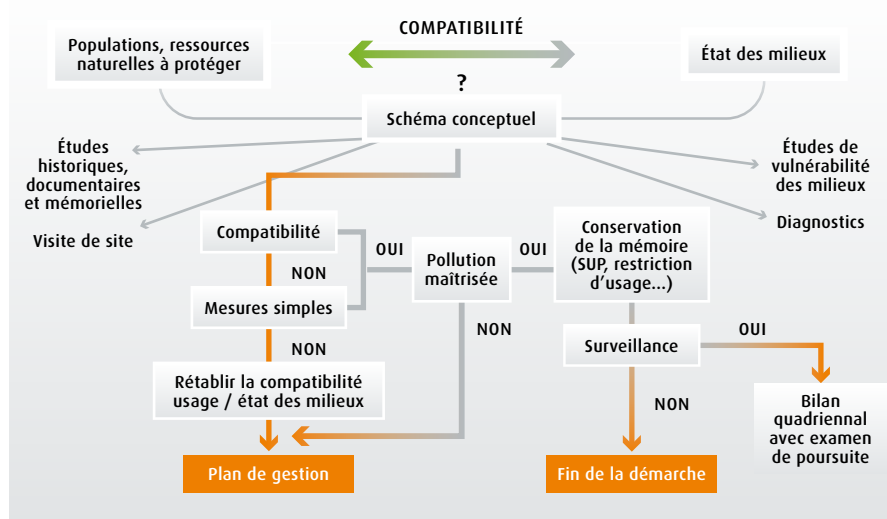 COMPATIBILITÉ
Populations, ressources
naturelles à protéger
État des milieux
?
Schéma conceptuel
Études
historiques,
documentaires
et mémorielles
Études de
vulnérabilité
des milieux
Visite de site
Diagnostics
Compatibilité
OUI
Pollution
maîtrisée
OUI
Conservation
de la mémoire
(SUP, restriction
d’usage...)
NON
Mesures simples
NON
NON
Surveillance
OUI
Rétablir la compatibilité
usage / état des milieux
NON
Bilan
quadriennal
avec examen
de poursuite
Plan de gestion
Fin de la démarche